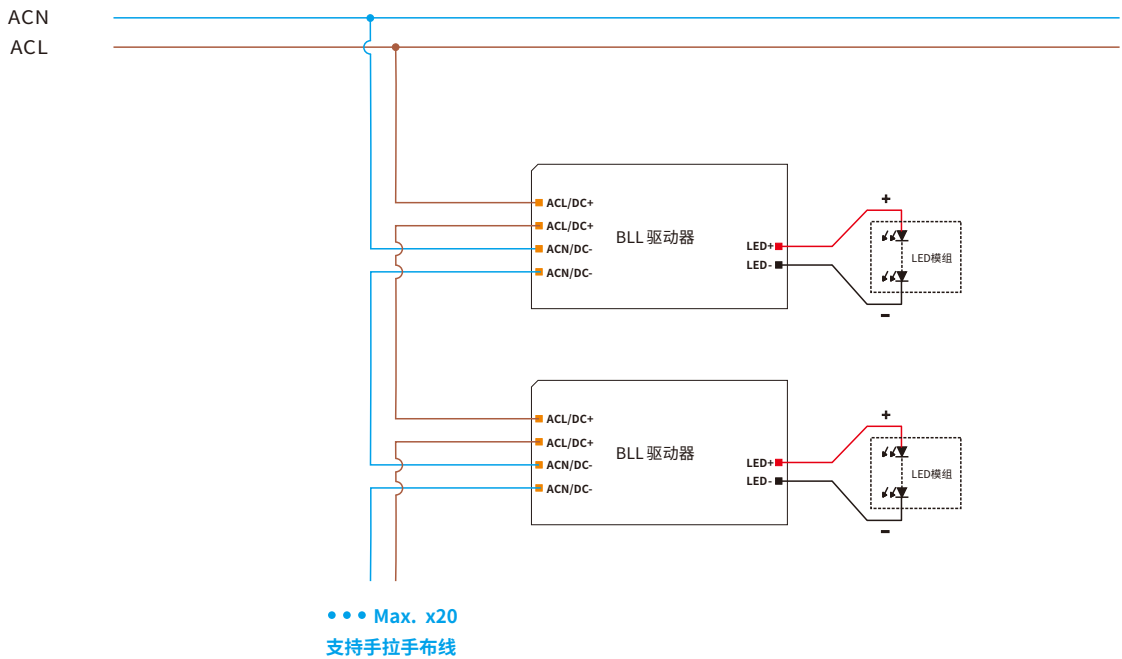 ACN
ACL
ACL/DC+
ACL/DC+
ACN/DC-
ACN/DC-
BLL 驱动器
LED+
LED-
+
LED模组
-
ACL/DC+
ACL/DC+
ACN/DC-
ACN/DC-
BLL 驱动器
LED+
LED-
+
LED模组
-
••• Max. x20
支持手拉手布线